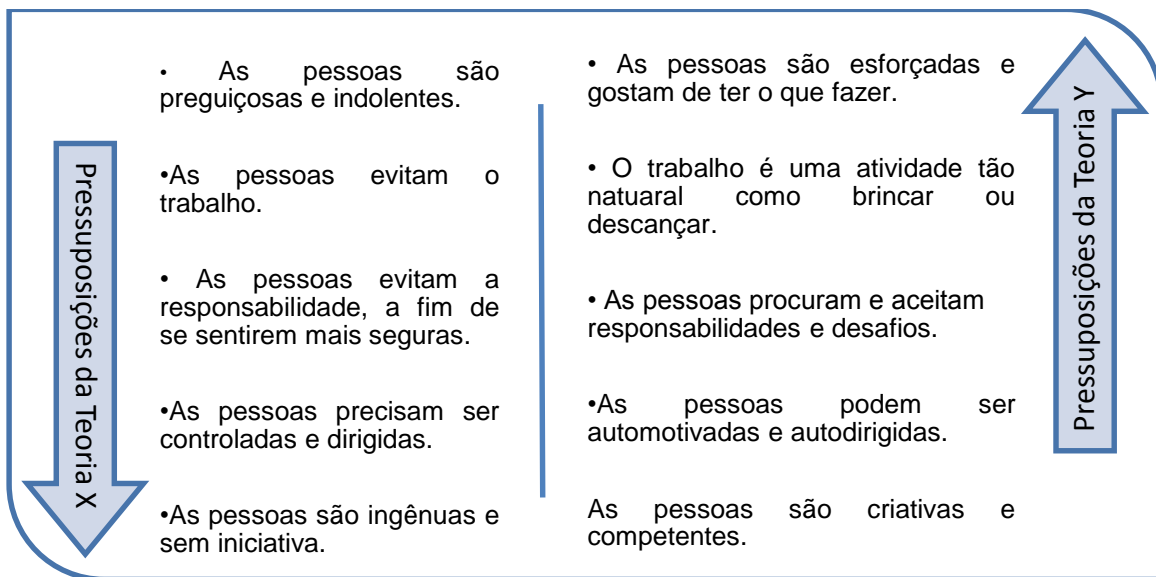 Pressuposições da Teoria X
• As pessoas são
preguiçosas e indolentes.
•As pessoas evitam o
trabalho.
• As pessoas evitam a
responsabilidade, a fim de
se sentirem mais seguras.
•As pessoas precisam ser
controladas e dirigidas.
•As pessoas são ingênuas e
sem iniciativa.
• As pessoas são esforçadas e
gostam de ter o que fazer.
• O trabalho é uma atividade tão
natuaral como brincar ou
descançar.
• As pessoas procuram e aceitam
responsabilidades e desafios.
•As pessoas podem ser
automotivadas e autodirigidas.
As pessoas são criativas e
competentes.
Pressuposições da Teoria Y